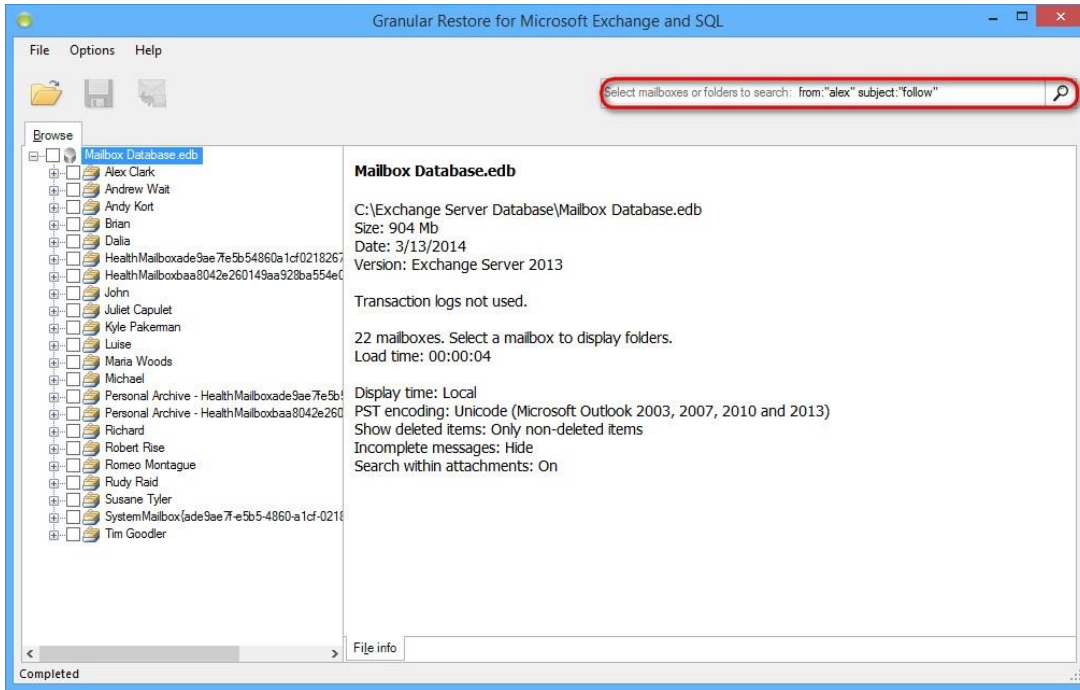 Granular Restore for Microsoft Exchange and SQL
File Options Help
Select mailboxes or folders to search: from:"alex" subject:"follow"
Browse
Mailbox Database.edb
Alex Clark
Andrew Wait
Andy Kort
Brian
Dalia
HealthMailboxade9ae7fe5b54860a1cf0218267
HealthMailboxbaa8042e260149aa928ba554e0
John
Juliet Capulet
Kyle Pakeman
Luise
Maria Woods
Michael
Personal Archive - HealthMailboxade9ae7fe5b5
Personal Archive - HealthMailboxbaa8042e260
Richard
Robert Rise
Romeo Montague
Rudy Raid
Susane Tyler
SystemMailbox{ade9ae7f-e5b5-4860-a1cf-0218
Tim Goodler
Mailbox Database.edb
C:\Exchange Server Database\Mailbox Database.edb
Size: 904 Mb
Date: 3/13/2014
Version: Exchange Server 2013
Transaction logs not used.
22 mailboxes. Select a mailbox to display folders.
Load time: 00:00:04
Display time: Local
PST encoding: Unicode (Microsoft Outlook 2003, 2007, 2010 and 2013)
Show deleted items: Only non-deleted items
Incomplete messages: Hide
Search within attachments: On
File info
Completed